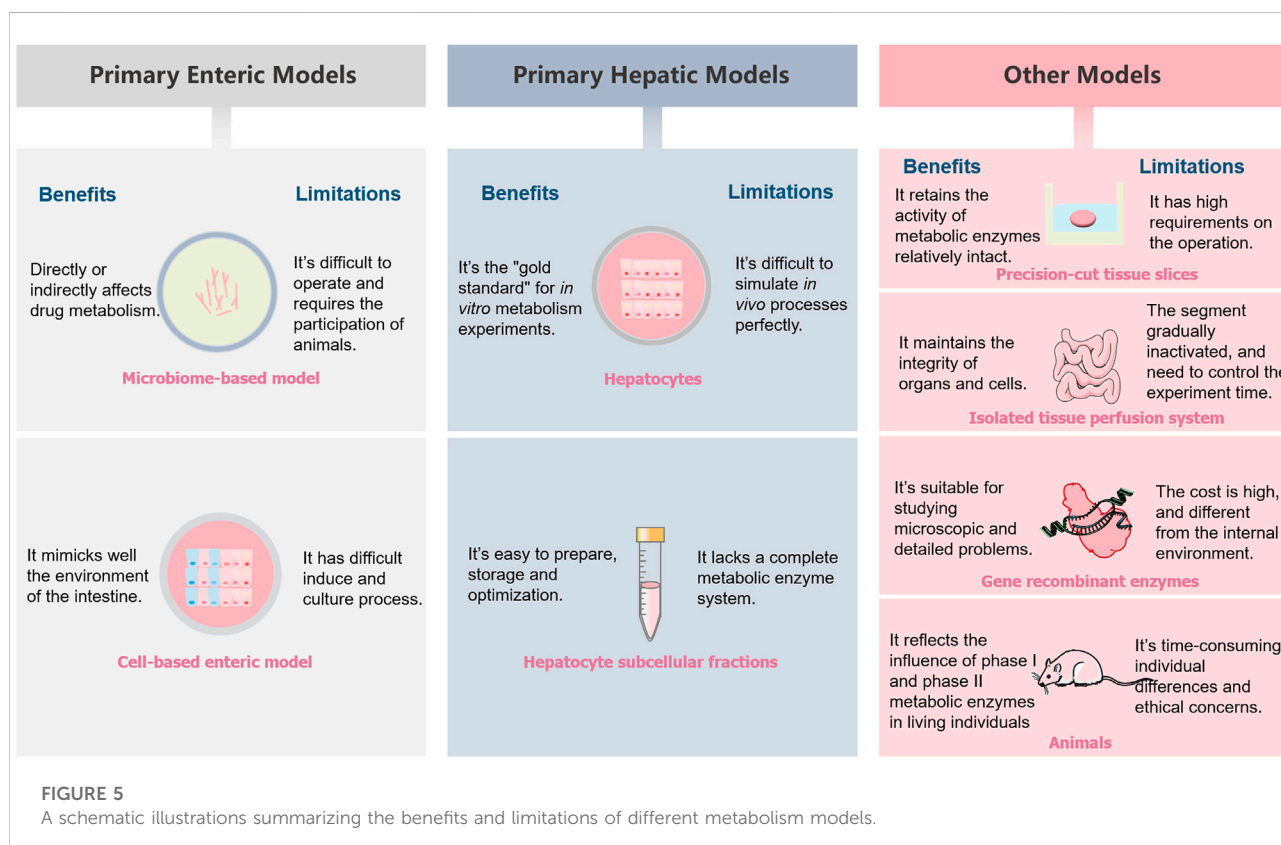 Primary Enteric Models
Benefits
Limitations
Directly or
indirectly affects
drug metabolism.
It's difficult to
operate and
requires the
participation of
animals.
Microbiome-based model
It mimicks well
the environment
of the intestine.
It has difficult
induce and
culture process.
Cell-based enteric model
Primary Hepatic Models
Benefits
Limitations
It's the "gold
standard" for in
vitro metabolism
experiments.
It's difficult to
simulate in
vivo processes
perfectly.
Hepatocytes
It's easy to prepare,
storage and
optimization.
It lacks a complete
metabolic enzyme
system.
Hepatocyte subcellular fractions
Other Models
Benefits
Limitations
It retains the
activity of
metabolic enzymes
relatively intact.
It has high
requirements on
the operation.
Precision-cut tissue slices
It maintains the
integrity of
organs and cells.
The segment
gradually
inactivated, and
need to control the
experiment time.
Isolated tissue perfusion system
It's suitable for
studying
microscopic and
detailed problems.
The cost is high,
and different
from the internal
environment.
Gene recombinant enzymes
It reflects the
influence of phase I
and phase II
metabolic enzymes
in living individuals
It's time-consuming
individual
differences and
ethical concerns.
Animals
FIGURE 5
A schematic illustrations summarizing the benefits and limitations of different metabolism models.